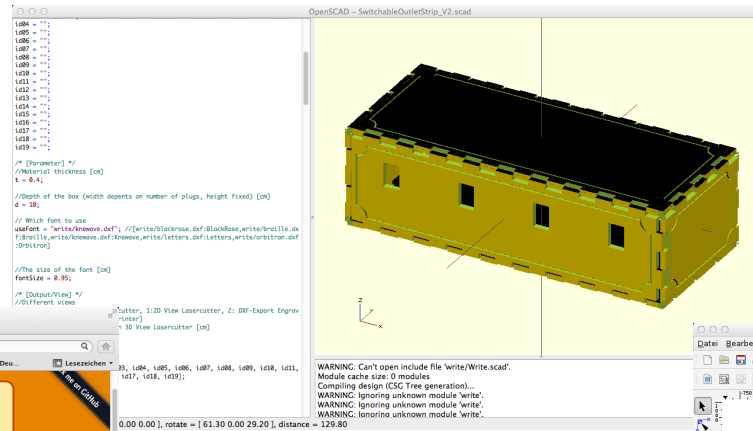 OpenSCAD - SwitchableOutletStrip_V2.scad
id04 = "";
id05 = "";
id06 = "";
id07 = "";
id08 = "";
id09 = "";
id10 = "";
id11 = "";
id12 = "";
id13 = "";
id14 = "";
id15 = "";
id16 = "";
id17 = "";
id18 = "";
id19 = "";
/* [Parameter] */
//Material thickness [cm]
t = 0.4;
//Depth of the box (width depents on number of plugs, height fixed) [cm]
d = 10;
// Which font to use
usefont = "write/knewave.dxf"; //[write/blockrose.dxf:BlackRose,write/braille.dx
f:Braille,write/knewave.dxf:Knewave,write/letters.dxf:Letters,write/orbitron.dxf
:Orbitron]
//The size of the font [cm]
fontSize = 0.95;
/* [Output/View] */
//Different views
cutter, 1:2D View Lasercutter, 2: DXF-Export Engrav
rinter]
n 3D View Lasercutter [cm]
03, id04, id05, id06, id07, id08, id09, id10, id11,
, id17, id18, id19];
Deu...
Lesezeichen
me on GitHub
z
y
x
WARNING: Can't open include file 'write/Write.scad'.
Module cache size: 0 modules
Compiling design (CSG Tree generation)...
WARNING: Ignoring unknown module 'write'.
WARNING: Ignoring unknown module 'write'.
WARNING: Ignoring unknown module 'write'.
0.00 0.00 ], rotate = [ 61.30 0.00 29.20 ], distance = 129.80
Datei Bearbe
-750